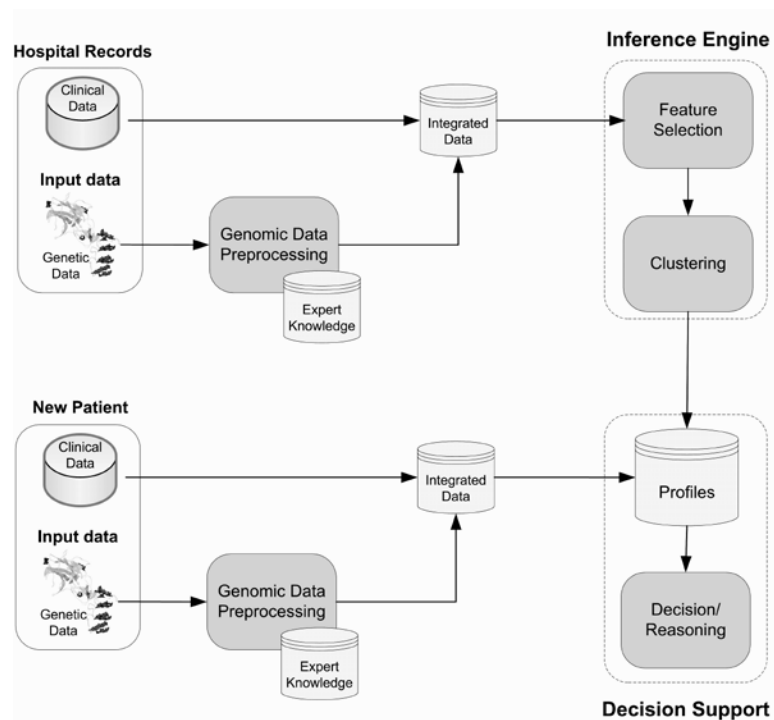 Hospital Records
Inference Engine
Clinical
Data
Integrated
Data
Feature
Selection
Input data
Genetic
Data
Genomic Data
Preprocessing
Expert
Knowledge
Clustering
New Patient
Clinical
Data
Integrated
Data
Profiles
Input data
Genetic
Data
Genomic Data
Preprocessing
Expert
Knowledge
Decision/
Reasoning
Decision Support